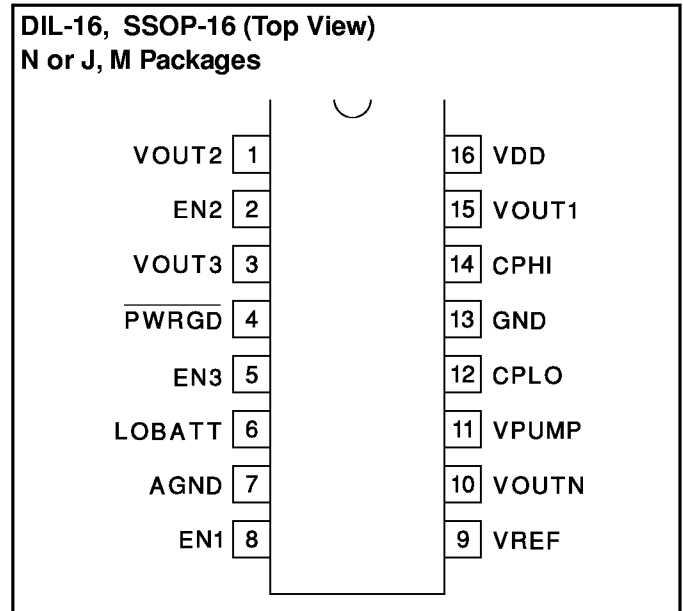 DIL-16, SSOP-16 (Top View)
N or J, M Packages
VOUT2 1 16 VDD
EN2 2 15 VOUT1
VOUT3 3 14 CPHI
PWRGD 4 13 GND
EN3 5 12 CPLO
LOBATT 6 11 VPUMP
AGND 7 10 VOUTN
EN1 8 9 VREF